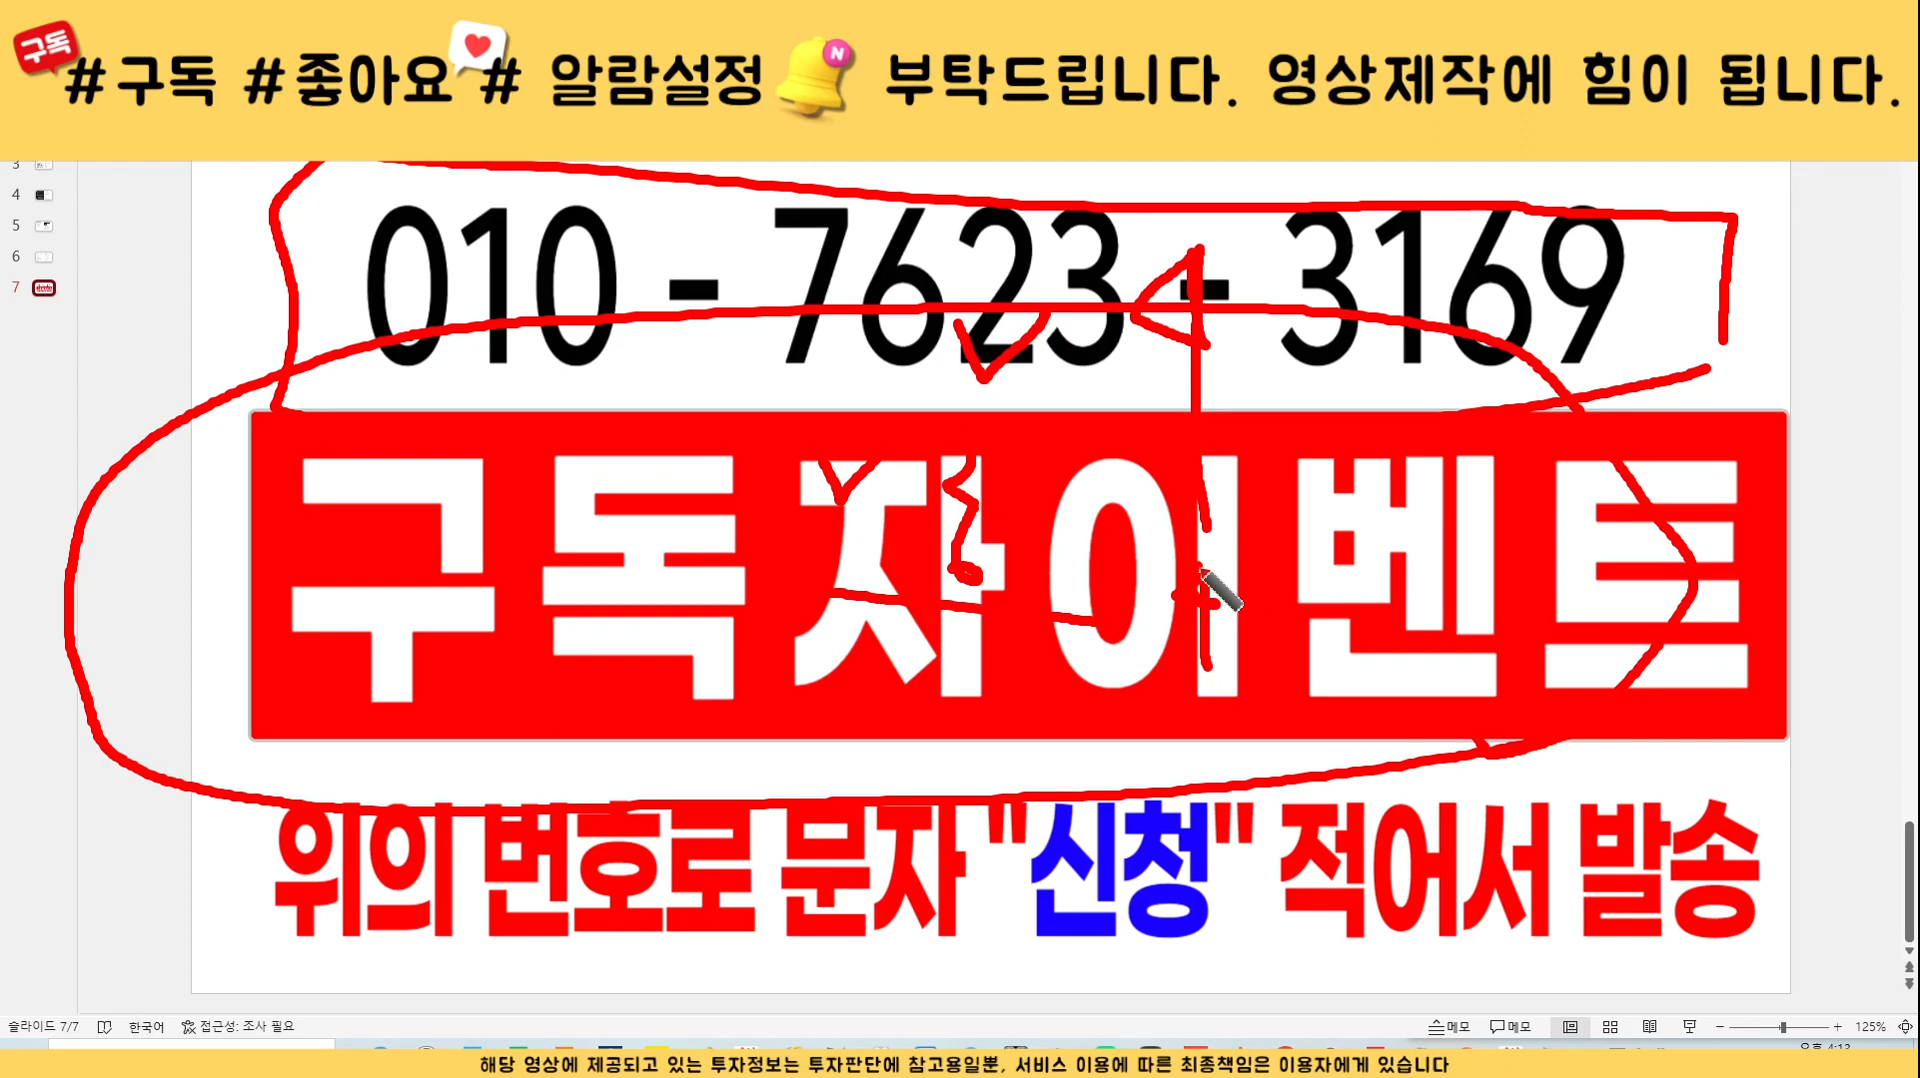 구독
#구독 #좋아요 # 알람설정 N 부탁드립니다. 영상제작에 힘이 됩니다.
3
4
5
6
7
010 - 7623 - 3169
구독자이벤트
위의 번호로 문자 "신청" 적어서 발송
슬라이드 7/7 한국어 접근성: 조사 필요 메모 메모 125%
해당 영상에 제공되고 있는 투자정보는 투자판단에 참고용일뿐, 서비스 이용에 따른 최종책임은 이용자에게 있습니다